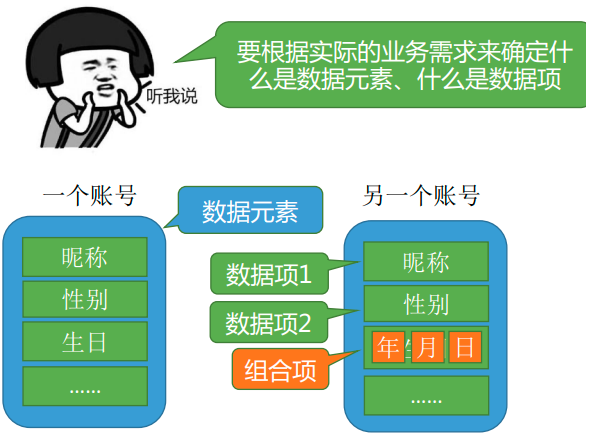 要根据实际的业务需求来确定什
么是数据元素、什么是数据项
听我说
一个账号
数据元素
昵称
性别
生日
......
另一个账号
数据项1
昵称
数据项2
性别
组合项
年 月 日
......